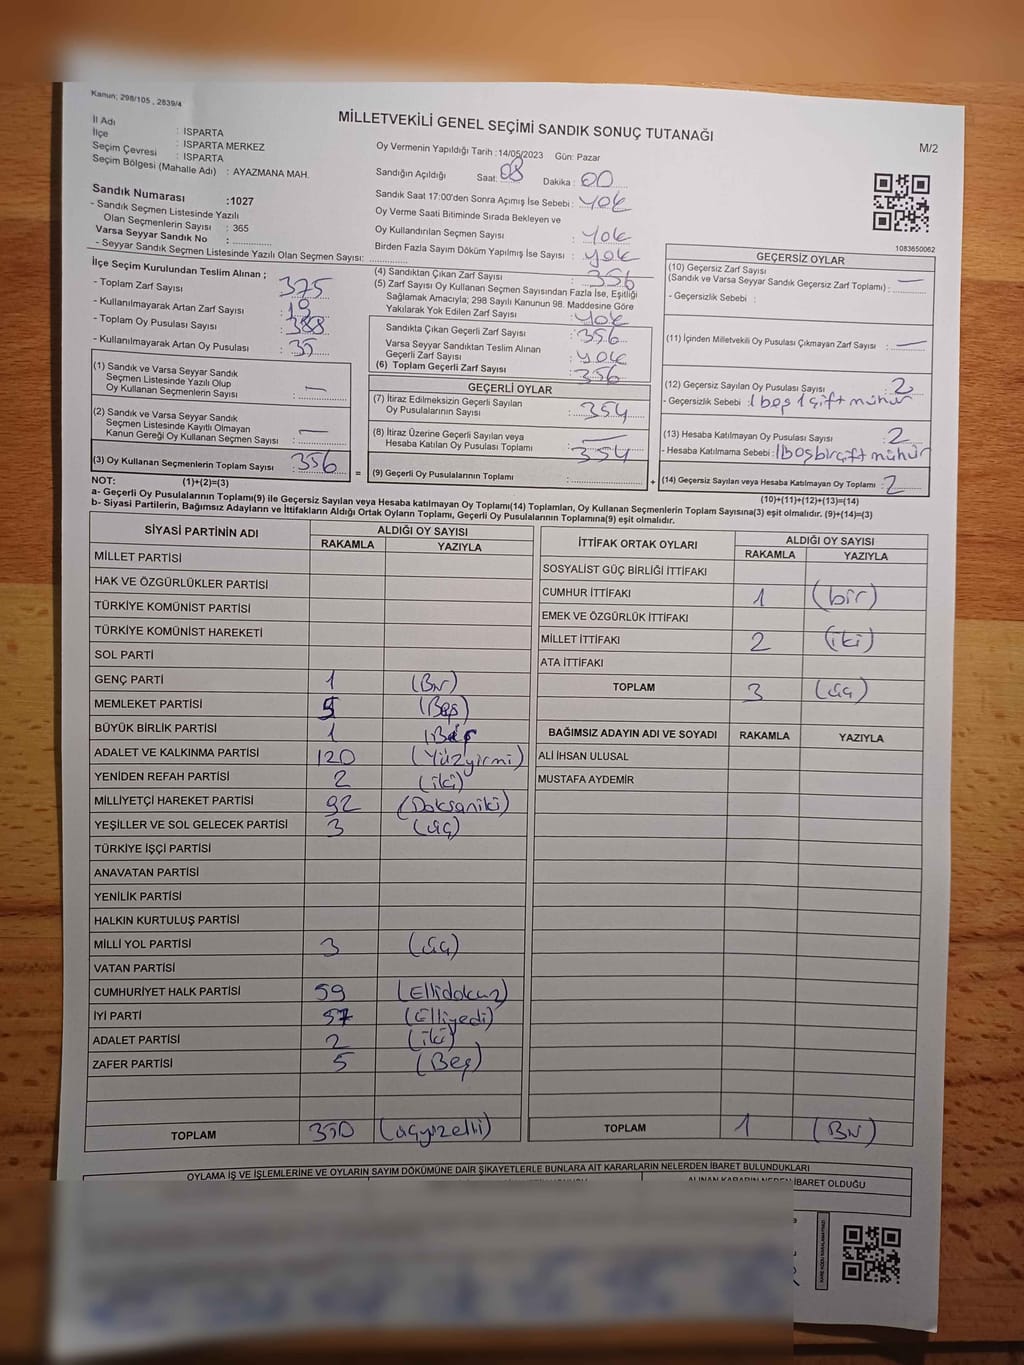 Kanun; 298/105 , 2839/4
MİLLETVEKİLİ GENEL SEÇİMİ SANDIK SONUÇ TUTANAĞI
M/2
İl Adı : ISPARTA
İlçe : ISPARTA MERKEZ
Seçim Çevresi : ISPARTA
Seçim Bölgesi (Mahalle Adı) : AYAZMANA MAH.
Sandık Numarası :1027
- Sandık Seçmen Listesinde Yazılı
Olan Seçmenlerin Sayısı : 365
Varsa Seyyar Sandık No :
- Seyyar Sandık Seçmen Listesinde Yazılı Olan Seçmen Sayısı:
Oy Vermenin Yapıldığı Tarih :14/05/2023 Gün: Pazar
Sandığın Açıldığı Saat: 08 Dakika : 00
Sandık Saat 17:00'den Sonra Açımış İse Sebebi : yok
Oy Verme Saati Bitiminde Sırada Bekleyen ve
Oy Kullandırılan Seçmen Sayısı : yok
Birden Fazla Sayım Döküm Yapılmış İse Sayısı : yok
1083650062
İlçe Seçim Kurulundan Teslim Alınan ;
- Toplam Zarf Sayısı : 375
- Kullanılmayarak Artan Zarf Sayısı : 19
- Toplam Oy Pusulası Sayısı : 388
- Kullanılmayarak Artan Oy Pusulası : 35
(1) Sandık ve Varsa Seyyar Sandık
Seçmen Listesinde Yazılı Olup
Oy Kullanan Seçmenlerin Sayısı : —
(2) Sandık ve Varsa Seyyar Sandık
Seçmen Listesinde Kayıtlı Olmayan
Kanun Gereği Oy Kullanan Seçmen Sayısı : —
(3) Oy Kullanan Seçmenlerin Toplam Sayısı : 356
(1)+(2)=(3)
(4) Sandıktan Çıkan Zarf Sayısı : 356
(5) Zarf Sayısı Oy Kullanan Seçmen Sayısından Fazla İse, Eşitliği
Sağlamak Amacıyla; 298 Sayılı Kanunun 98. Maddesine Göre
Yakılarak Yok Edilen Zarf Sayısı : yok
Sandıkta Çıkan Geçerli Zarf Sayısı : 356
Varsa Seyyar Sandıktan Teslim Alınan
Geçerli Zarf Sayısı : yok
(6) Toplam Geçerli Zarf Sayısı : 356
GEÇERLİ OYLAR
(7) İtiraz Edilmeksizin Geçerli Sayılan
Oy Pusulalarının Sayısı : 354
(8) İtiraz Üzerine Geçerli Sayılan veya
Hesaba Katılan Oy Pusulalarının Sayısı : —
354
= (9) Geçerli Oy Pusulalarının Toplamı : +
GEÇERSİZ OYLAR
(10) Geçersiz Zarf Sayısı
(Sandık ve Varsa Seyyar Sandık Geçersiz Zarf Toplamı) : —
- Geçersizlik Sebebi :
(11) İçinden Milletvekili Oy Pusulası Çıkmayan Zarf Sayısı : —
(12) Geçersiz Sayılan Oy Pusulası Sayısı : 2
- Geçersizlik Sebebi : 1 boş 1 çift mühür
(13) Hesaba Katılmayan Oy Pusulası Sayısı : 2
- Hesaba Katılmama Sebebi : 1 boş bir çift mühür
(14) Geçersiz Sayılan veya Hesaba Katılmayan Oy Toplamı : 2
(10)+(11)+(12)+(13)=(14)
NOT:
a- Geçerli Oy Pusulalarının Toplamı(9) ile Geçersiz Sayılan veya Hesaba katılmayan Oy Toplamı(14) Toplamları, Oy Kullanan Seçmenlerin Toplam Sayısına(3) eşit olmalıdır. (9)+(14)=(3)
b- Siyasi Partilerin, Bağımsız Adayların ve İttifakların Aldığı Ortak Oyların Toplamı, Geçerli Oy Pusulalarının Toplamına(9) eşit olmalıdır.
SİYASİ PARTİNİN ADI ALDIĞI OY SAYISI
RAKAMLA YAZIYLA
MİLLET PARTİSİ
HAK VE ÖZGÜRLÜKLER PARTİSİ
TÜRKİYE KOMÜNİST PARTİSİ
TÜRKİYE KOMÜNİST HAREKETİ
SOL PARTİ
GENÇ PARTİ 1 (Bir)
MEMLEKET PARTİSİ 5 (Beş)
BÜYÜK BİRLİK PARTİSİ 1
ADALET VE KALKINMA PARTİSİ 120 (Yüzyirmi)
YENİDEN REFAH PARTİSİ 2 (iki)
MİLLİYETÇİ HAREKET PARTİSİ 92 (Doksaniki)
YEŞİLLER VE SOL GELECEK PARTİSİ 3 (üç)
TÜRKİYE İŞÇİ PARTİSİ
ANAVATAN PARTİSİ
YENİLİK PARTİSİ
HALKIN KURTULUŞ PARTİSİ
MİLLİ YOL PARTİSİ 3 (üç)
VATAN PARTİSİ
CUMHURİYET HALK PARTİSİ 59 (Ellidokuz)
İYİ PARTİ 57 (Elliyedi)
ADALET PARTİSİ 2 (iki)
ZAFER PARTİSİ 5 (Beş)
TOPLAM 350 (üçyüzelli)
İTTİFAK ORTAK OYLARI ALDIĞI OY SAYISI
RAKAMLA YAZIYLA
SOSYALİST GÜÇ BİRLİĞİ İTTİFAKI
CUMHUR İTTİFAKI 1 (bir)
EMEK VE ÖZGÜRLÜK İTTİFAKI
MİLLET İTTİFAKI 2 (iki)
ATA İTTİFAKI
TOPLAM 3 (üç)
BAĞIMSIZ ADAYIN ADI VE SOYADI RAKAMLA YAZIYLA
ALİ İHSAN ULUSAL
MUSTAFA AYDEMİR
TOPLAM 1 (Bir)
OYLAMA İŞ VE İŞLEMLERİNE VE OYLARIN SAYIM DÖKÜMÜNE DAİR ŞİKAYETLERLE BUNLARA AİT KARARLARIN NELERDEN İBARET BULUNDUKLARI
ALINAN KARARIN NEDEN İBARET OLDUĞU